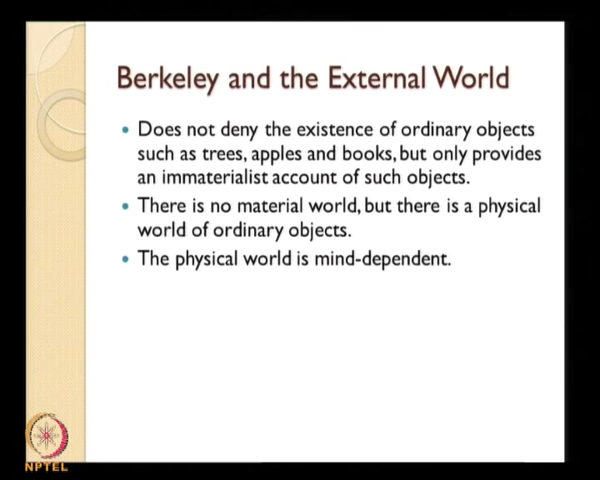 Berkeley and the External World
Does not deny the existence of ordinary objects
such as trees, apples and books, but only provides
an immaterialist account of such objects.
There is no material world, but there is a physical
world of ordinary objects.
The physical world is mind-dependent.
NPTEL